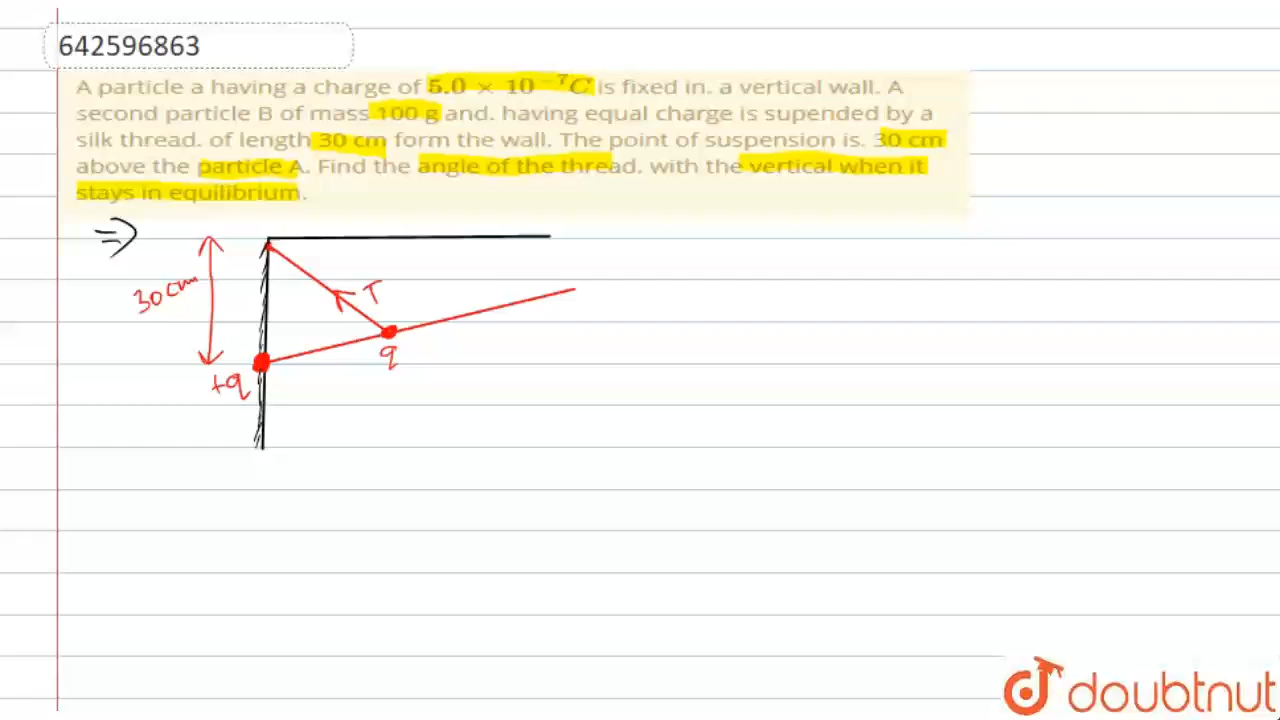 642596863
A particle a having a charge of 5.0 × 10^−7 C is fixed in. a vertical wall. A
second particle B of mass 100 g and. having equal charge is supended by a
silk thread. of length 30 cm form the wall. The point of suspension is. 30 cm
above the particle A. Find the angle of the thread. with the vertical when it
stays in equilibrium.
⇒
30 cm
T
q
+q
doubtnut